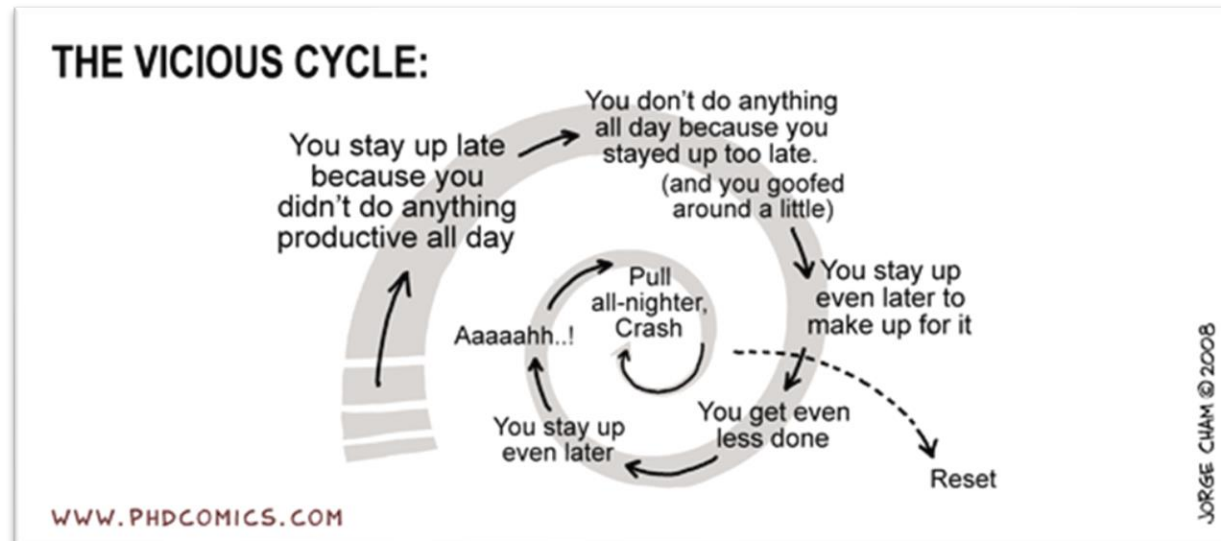 THE VICIOUS CYCLE:
You stay up late
because you
didn't do anything
productive all day
You don't do anything
all day because you
stayed up too late.
(and you goofed
around a little)
You stay up
even later to
make up for it
You get even
less done
You stay up
even later
Aaaaahh..!
Pull
all-nighter,
Crash
Reset
WWW.PHDCOMICS.COM
JORGE CHAM © 2008